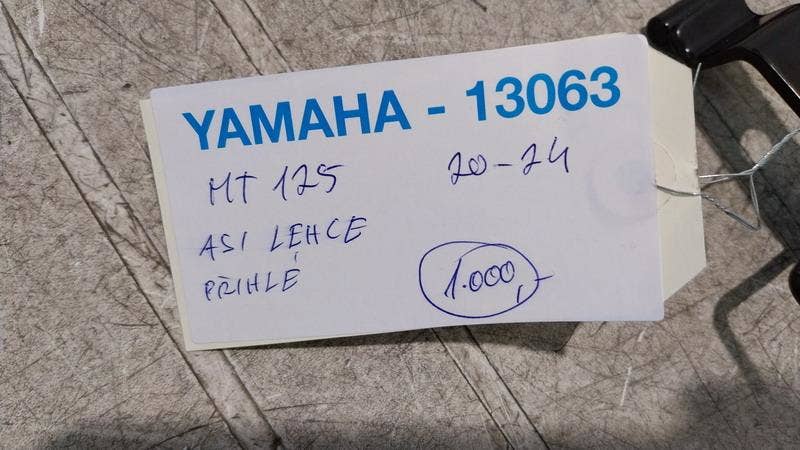 YAMAHA - 13063
MT 125 20-24
ASI LEHCE
PŘIHLÉ
1.000,-